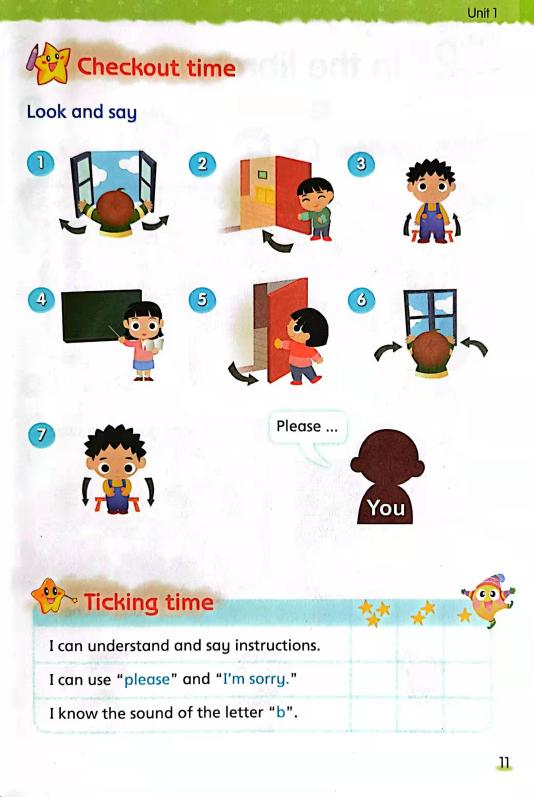 Unit 1
Checkout time
Look and say
1
2
3
4
5
6
7
Please ...
You
Ticking time
I can understand and say instructions.
I can use “please” and “I'm sorry.”
I know the sound of the letter “b”.
11